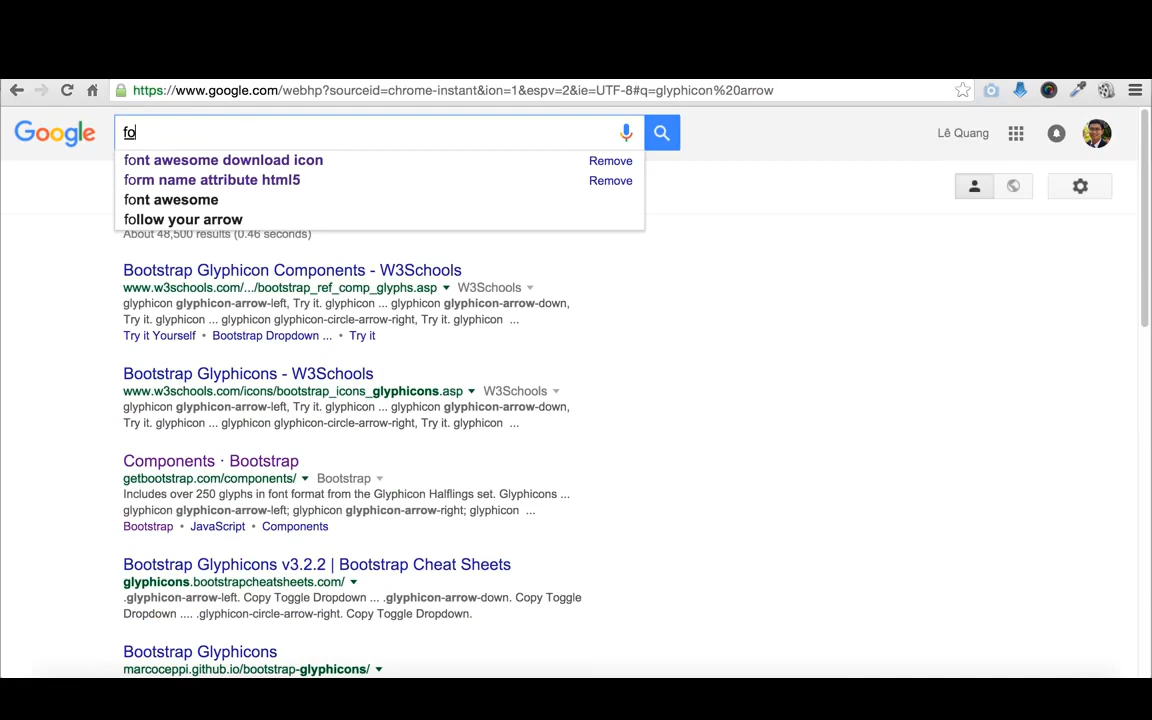 https://www.google.com/webhp?sourceid=chrome-instant&ion=1&espv=2&ie=UTF-8#q=glyphicon%20arrow
Google
fo
Lê Quang
font awesome download icon Remove
form name attribute html5 Remove
font awesome
follow your arrow
About 48,500 results (0.46 seconds)
Bootstrap Glyphicon Components - W3Schools
www.w3schools.com/.../bootstrap_ref_comp_glyphs.asp W3Schools
glyphicon glyphicon-arrow-left, Try it. glyphicon ... glyphicon glyphicon-arrow-down,
Try it. glyphicon ... glyphicon glyphicon-circle-arrow-right, Try it. glyphicon ...
Try it Yourself • Bootstrap Dropdown ... • Try it
Bootstrap Glyphicons - W3Schools
www.w3schools.com/icons/bootstrap_icons_glyphicons.asp W3Schools
glyphicon glyphicon-arrow-left, Try it. glyphicon ... glyphicon glyphicon-arrow-down,
Try it. glyphicon ... glyphicon glyphicon-circle-arrow-right, Try it. glyphicon ...
Components · Bootstrap
getbootstrap.com/components/ Bootstrap
Includes over 250 glyphs in font format from the Glyphicon Halflings set. Glyphicons ...
glyphicon glyphicon-arrow-left; glyphicon glyphicon-arrow-right; glyphicon ...
Bootstrap • JavaScript • Components
Bootstrap Glyphicons v3.2.2 | Bootstrap Cheat Sheets
glyphicons.bootstrapcheatsheets.com/
.glyphicon-arrow-left. Copy Toggle Dropdown ... .glyphicon-arrow-down. Copy Toggle
Dropdown .... .glyphicon-circle-arrow-right. Copy Toggle Dropdown.
Bootstrap Glyphicons
marcoceppi.github.io/bootstrap-glyphicons/